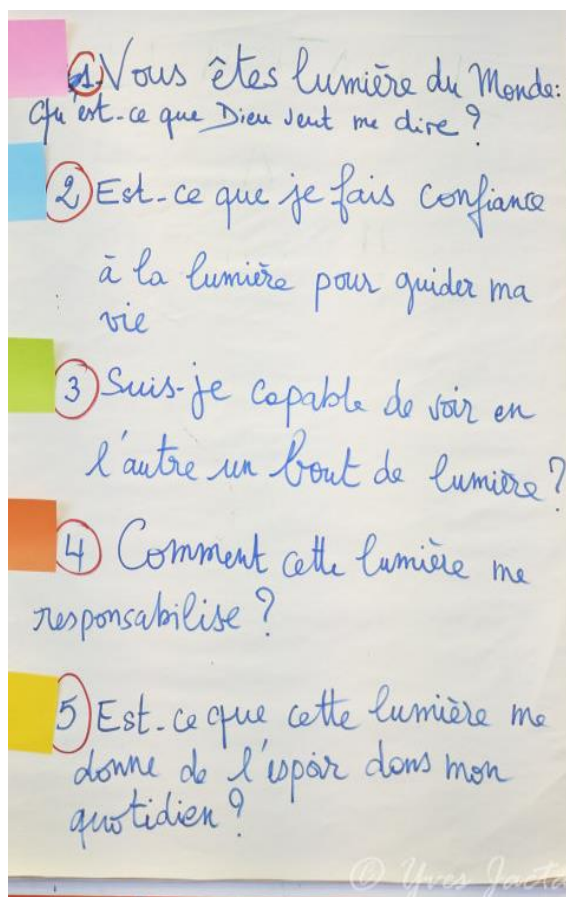 1. Vous êtes lumière du Monde:
Qu'est-ce que Dieu veut me dire ?
2 Est-ce que je fais confiance
à la lumière pour guider ma
vie
3 Suis-je capable de voir en
l'autre un bout de lumière ?
4 Comment cette lumière me
responsabilise ?
5 Est-ce que cette lumière me
donne de l'espoir dans mon
quotidien ?
© Yves